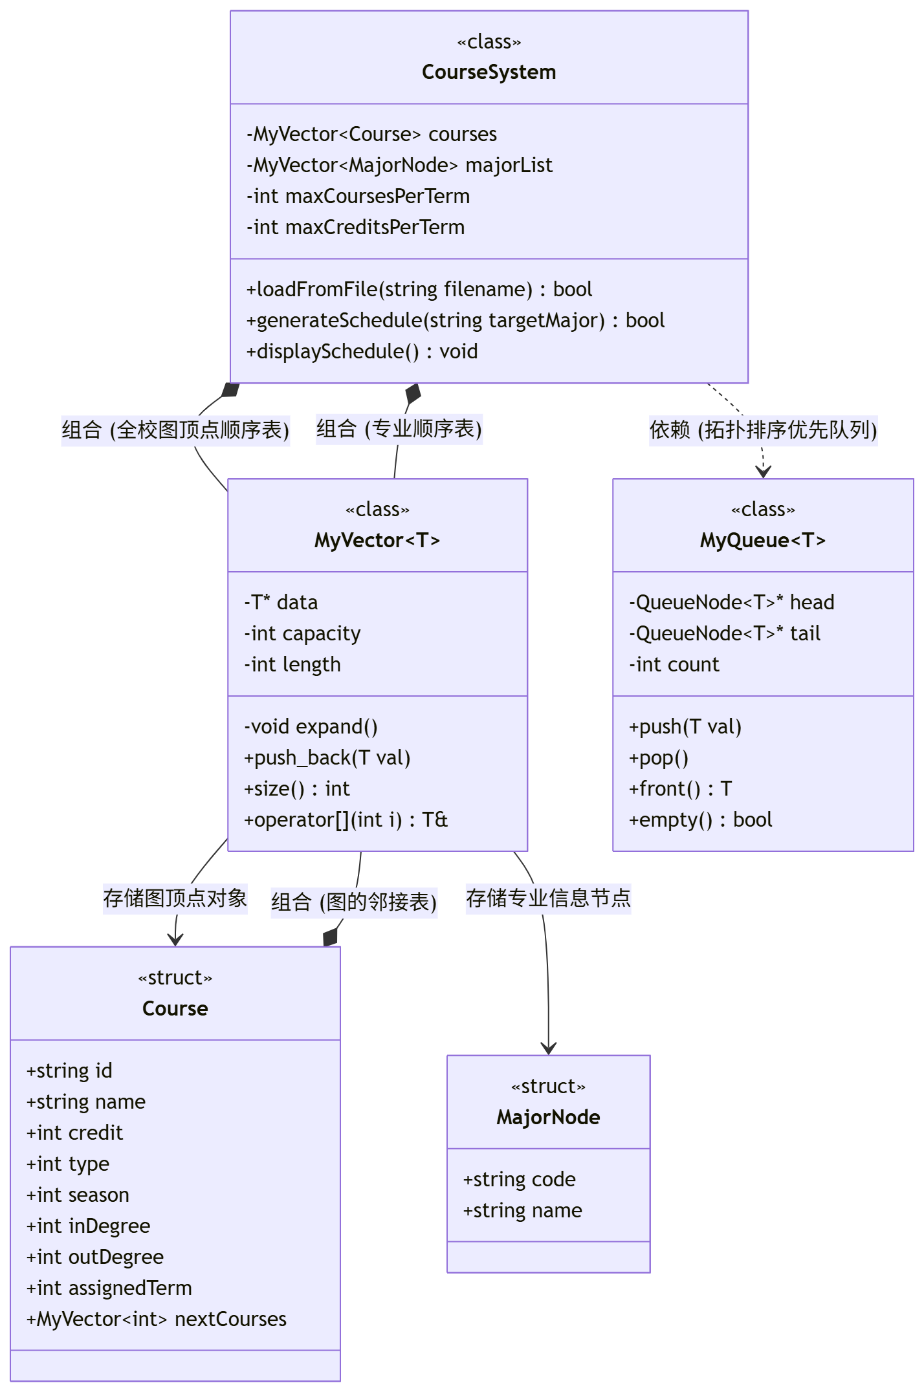 «class»
CourseSystem
-MyVector<Course> courses
-MyVector<MajorNode> majorList
-int maxCoursesPerTerm
-int maxCreditsPerTerm
+loadFromFile(string filename) : bool
+generateSchedule(string targetMajor) : bool
+displaySchedule() : void
组合 (全校图顶点顺序表)
组合 (专业顺序表)
依赖 (拓扑排序优先队列)
«class»
MyVector<T>
-T* data
-int capacity
-int length
-void expand()
+push_back(T val)
+size() : int
+operator[](int i) : T&
«class»
MyQueue<T>
-QueueNode<T>* head
-QueueNode<T>* tail
-int count
+push(T val)
+pop()
+front() : T
+empty() : bool
存储图顶点对象
组合 (图的邻接表)
存储专业信息节点
«struct»
Course
+string id
+string name
+int credit
+int type
+int season
+int inDegree
+int outDegree
+int assignedTerm
+MyVector<int> nextCourses
«struct»
MajorNode
+string code
+string name